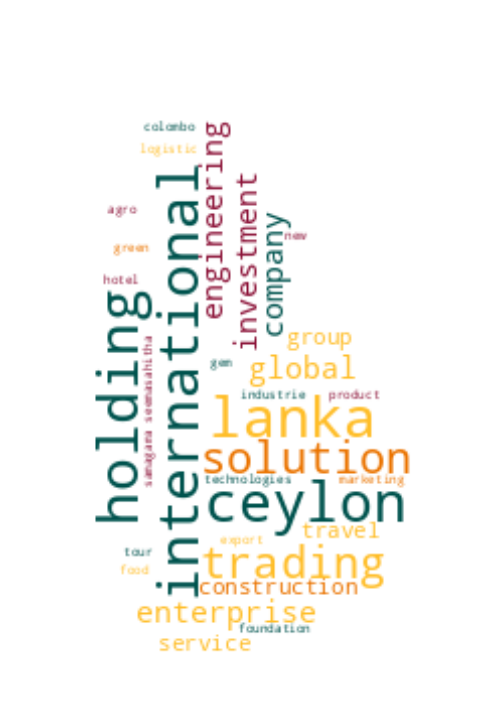 colombo
logistic
engineering
international
investment
agro
company
new
green
hotel
holding
samagara seemasahitha
group
gem
global
industrie
product
lanka
solution
technologies
marketing
ceylon
travel
export
trading
tour
food
construction
enterprise
foundation
service